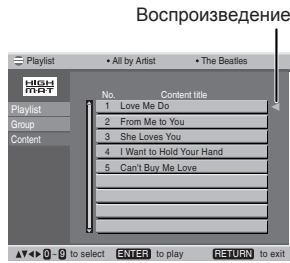 Воспроизведение
Playlist • All by Artist • The Beatles
HIGH
MAT
No. Content title
Playlist
Group
Content
1 Love Me Do
2 From Me to You
3 She Loves You
4 I Want to Hold Your Hand
5 Can't Buy Me Love
▲▼◄► 0 ~ 9 to select ENTER to play RETURN to exit